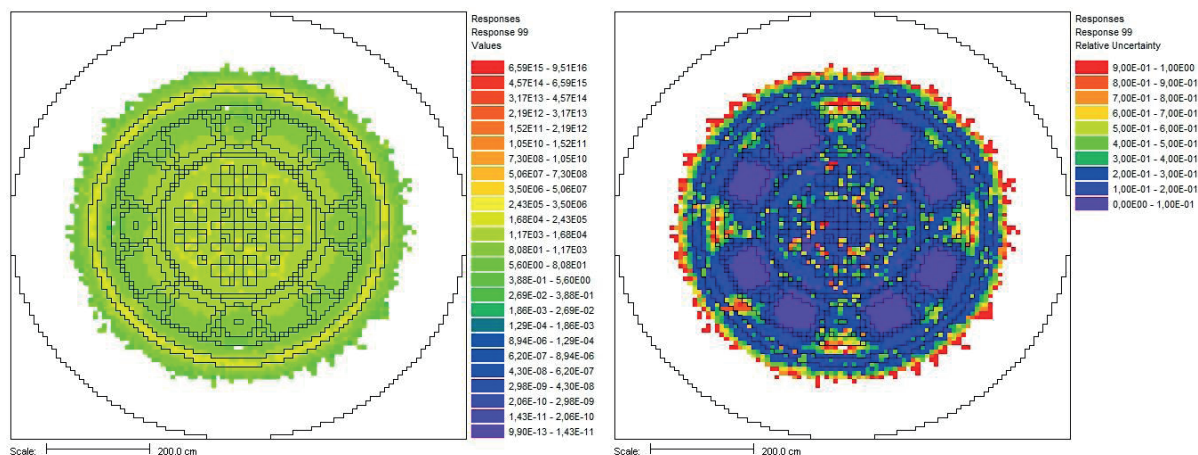 Responses
Response 99
Values
6,59E15 - 9,51E16
4,57E14 - 6,59E15
3,17E13 - 4,57E14
2,19E12 - 3,17E13
1,52E11 - 2,19E12
1,05E10 - 1,52E11
7,30E08 - 1,05E10
5,06E07 - 7,30E08
3,50E06 - 5,06E07
2,43E05 - 3,50E06
1,68E04 - 2,43E05
1,17E03 - 1,68E04
8,08E01 - 1,17E03
5,60E00 - 8,08E01
3,88E-01 - 5,60E00
2,69E-02 - 3,88E-01
1,86E-03 - 2,69E-02
1,29E-04 - 1,86E-03
8,94E-06 - 1,29E-04
6,20E-07 - 8,94E-06
4,30E-08 - 6,20E-07
2,98E-09 - 4,30E-08
2,06E-10 - 2,98E-09
1,43E-11 - 2,06E-10
9,90E-13 - 1,43E-11
Scale: 200.0 cm
Responses
Response 99
Relative Uncertainty
9,00E-01 - 1,00E00
8,00E-01 - 9,00E-01
7,00E-01 - 8,00E-01
6,00E-01 - 7,00E-01
5,00E-01 - 6,00E-01
4,00E-01 - 5,00E-01
3,00E-01 - 4,00E-01
2,00E-01 - 3,00E-01
1,00E-01 - 2,00E-01
0,00E00 - 1,00E-01
Scale: 200.0 cm